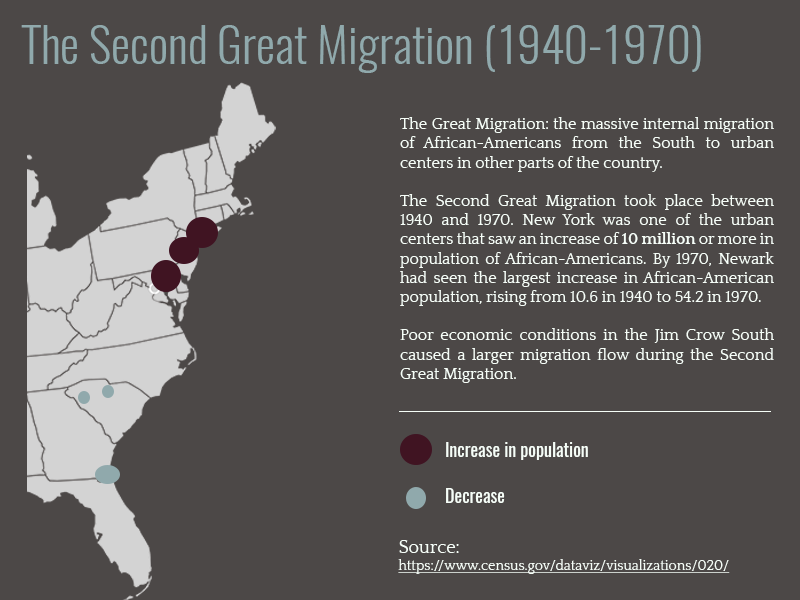 The Second Great Migration (1940-1970)
The Great Migration: the massive internal migration
of African-Americans from the South to urban
centers in other parts of the country.
The Second Great Migration took place between
1940 and 1970. New York was one of the urban
centers that saw an increase of 10 million or more in
population of African-Americans. By 1970, Newark
had seen the largest increase in African-American
population, rising from 10.6 in 1940 to 54.2 in 1970.
Poor economic conditions in the Jim Crow South
caused a larger migration flow during the Second
Great Migration.
Increase in population
Decrease
Source:
https://www.census.gov/dataviz/visualizations/020/